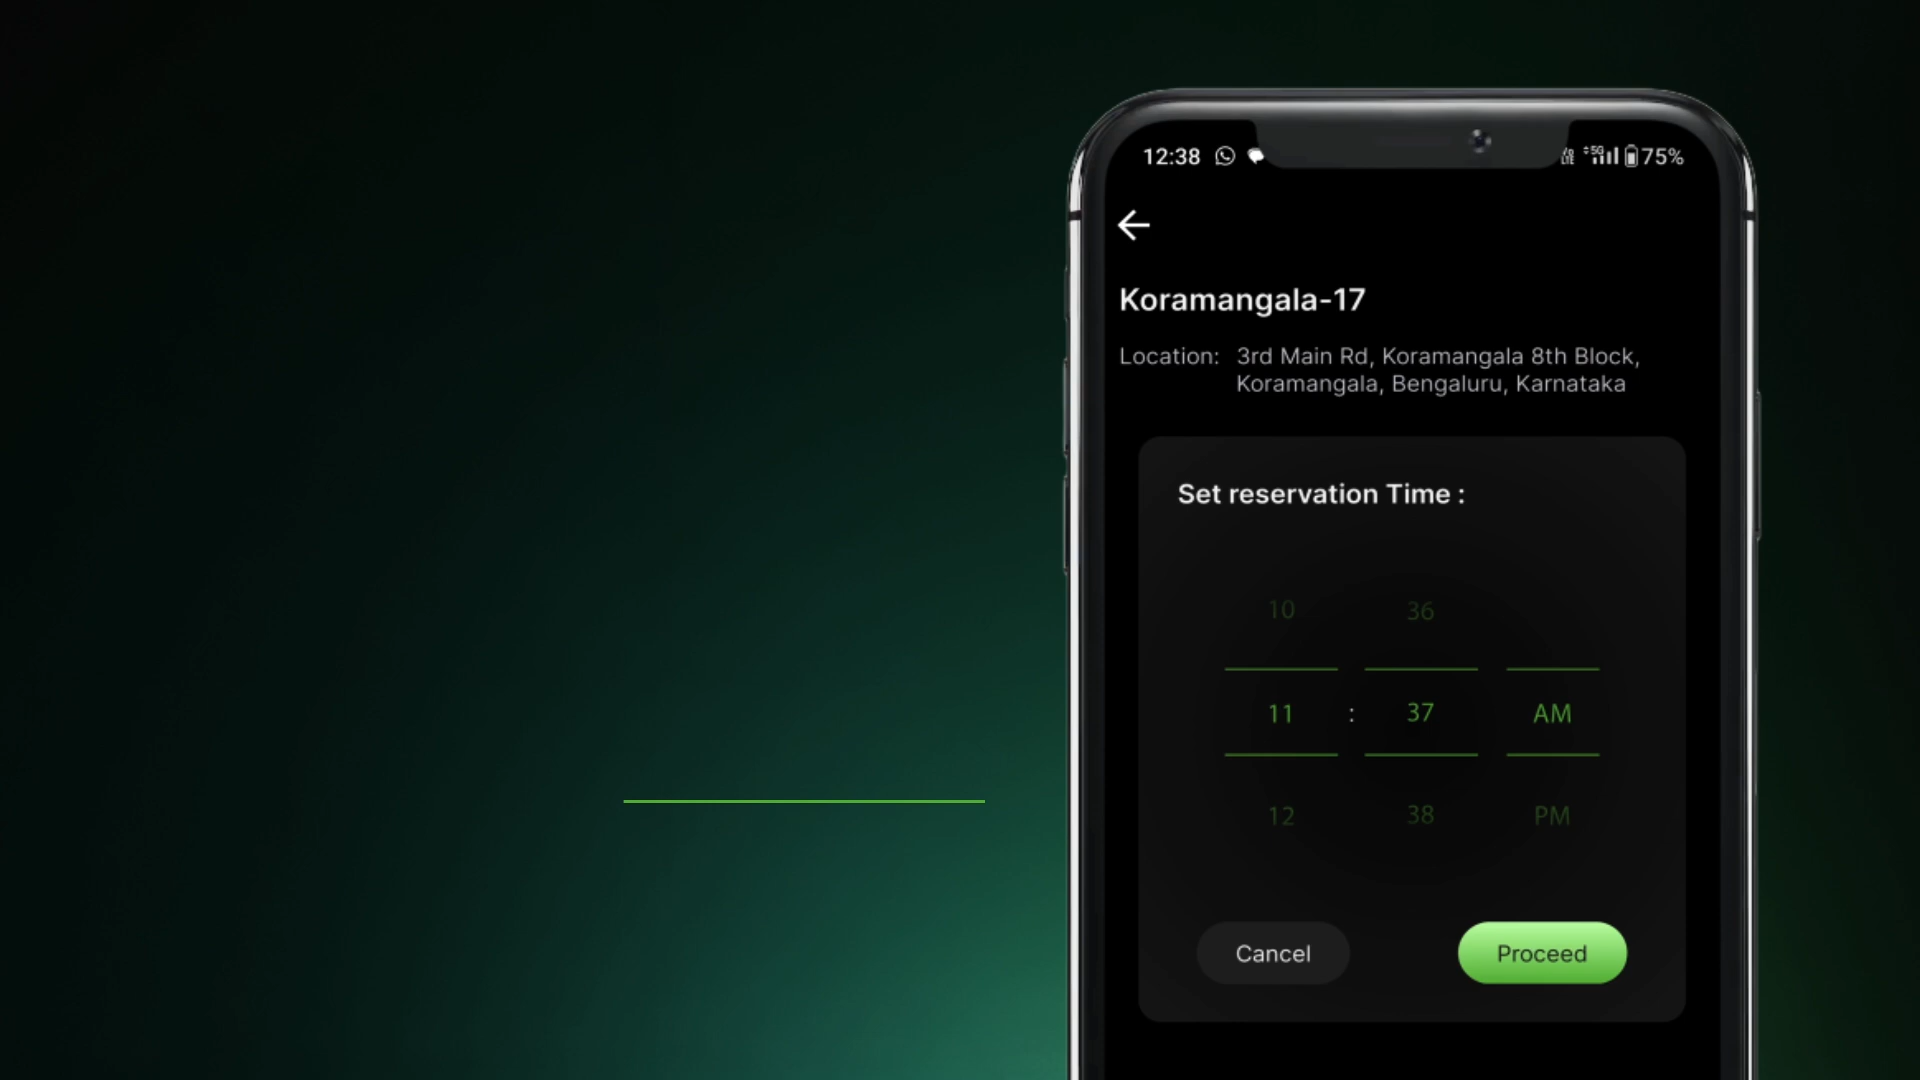 12:38
75%
Koramangala-17
Location: 3rd Main Rd, Koramangala 8th Block,
Koramangala, Bengaluru, Karnataka
Set reservation Time :
10 36
11 : 37 AM
12 38 PM
Cancel Proceed